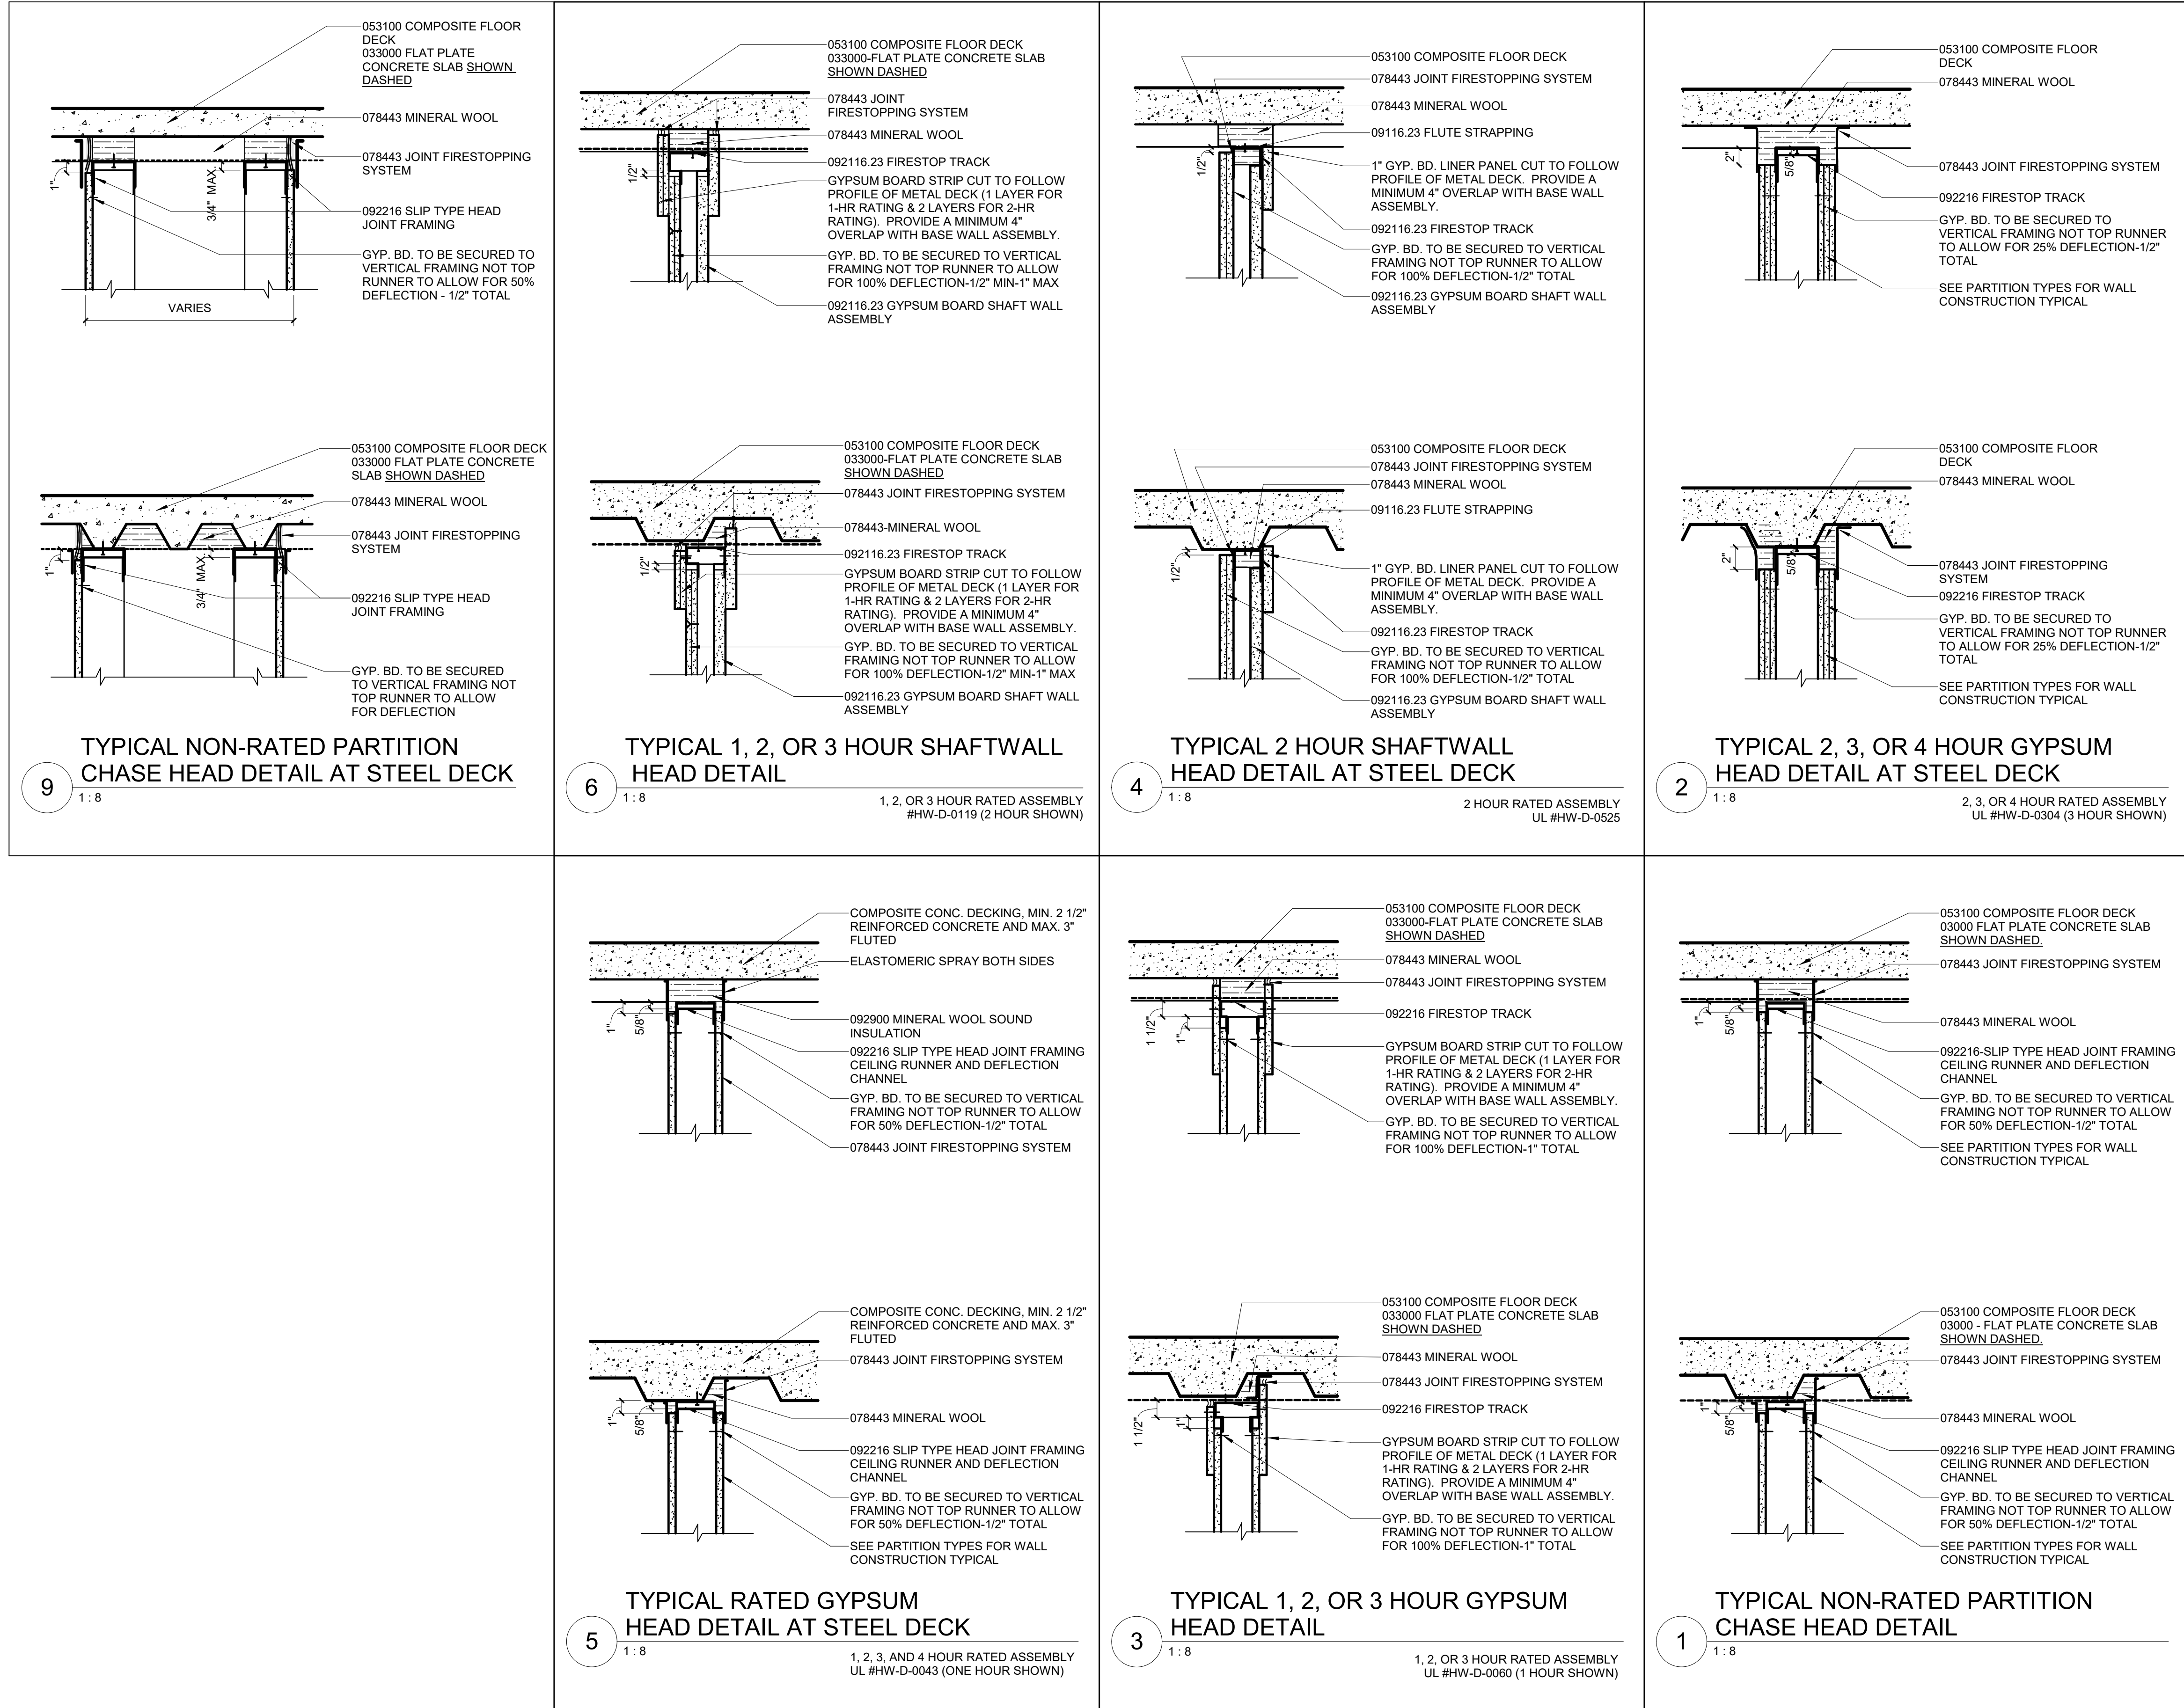 053100 COMPOSITE FLOOR
DECK
033000 FLAT PLATE
CONCRETE SLAB SHOWN
DASHED
078443 MINERAL WOOL
078443 JOINT FIRESTOPPING
SYSTEM
092216 SLIP TYPE HEAD
JOINT FRAMING
GYP. BD. TO BE SECURED TO
VERTICAL FRAMING NOT TOP
RUNNER TO ALLOW FOR 50%
DEFLECTION - 1/2" TOTAL
1"
3/4" MAX.
VARIES
053100 COMPOSITE FLOOR DECK
033000 FLAT PLATE CONCRETE
SLAB SHOWN DASHED
078443 MINERAL WOOL
078443 JOINT FIRESTOPPING
SYSTEM
092216 SLIP TYPE HEAD
JOINT FRAMING
GYP. BD. TO BE SECURED
TO VERTICAL FRAMING NOT
TOP RUNNER TO ALLOW
FOR DEFLECTION
1"
3/4" MAX.
9
TYPICAL NON-RATED PARTITION
CHASE HEAD DETAIL AT STEEL DECK
1 : 8
053100 COMPOSITE FLOOR DECK
033000-FLAT PLATE CONCRETE SLAB
SHOWN DASHED
078443 JOINT
FIRESTOPPING SYSTEM
078443 MINERAL WOOL
092116.23 FIRESTOP TRACK
GYPSUM BOARD STRIP CUT TO FOLLOW
PROFILE OF METAL DECK (1 LAYER FOR
1-HR RATING & 2 LAYERS FOR 2-HR
RATING). PROVIDE A MINIMUM 4"
OVERLAP WITH BASE WALL ASSEMBLY.
GYP. BD. TO BE SECURED TO VERTICAL
FRAMING NOT TOP RUNNER TO ALLOW
FOR 100% DEFLECTION-1/2" MIN-1" MAX
092116.23 GYPSUM BOARD SHAFT WALL
ASSEMBLY
1/2"
053100 COMPOSITE FLOOR DECK
033000-FLAT PLATE CONCRETE SLAB
SHOWN DASHED
078443 JOINT FIRESTOPPING SYSTEM
078443-MINERAL WOOL
092116.23 FIRESTOP TRACK
GYPSUM BOARD STRIP CUT TO FOLLOW
PROFILE OF METAL DECK (1 LAYER FOR
1-HR RATING & 2 LAYERS FOR 2-HR
RATING). PROVIDE A MINIMUM 4"
OVERLAP WITH BASE WALL ASSEMBLY.
GYP. BD. TO BE SECURED TO VERTICAL
FRAMING NOT TOP RUNNER TO ALLOW
FOR 100% DEFLECTION-1/2" MIN-1" MAX
092116.23 GYPSUM BOARD SHAFT WALL
ASSEMBLY
1/2"
6
TYPICAL 1, 2, OR 3 HOUR SHAFTWALL
HEAD DETAIL
1 : 8
1, 2, OR 3 HOUR RATED ASSEMBLY
#HW-D-0119 (2 HOUR SHOWN)
053100 COMPOSITE FLOOR DECK
078443 JOINT FIRESTOPPING SYSTEM
078443 MINERAL WOOL
09116.23 FLUTE STRAPPING
1" GYP. BD. LINER PANEL CUT TO FOLLOW
PROFILE OF METAL DECK. PROVIDE A
MINIMUM 4" OVERLAP WITH BASE WALL
ASSEMBLY.
092116.23 FIRESTOP TRACK
GYP. BD. TO BE SECURED TO VERTICAL
FRAMING NOT TOP RUNNER TO ALLOW
FOR 100% DEFLECTION-1/2" TOTAL
092116.23 GYPSUM BOARD SHAFT WALL
ASSEMBLY
1/2"
053100 COMPOSITE FLOOR DECK
078443 JOINT FIRESTOPPING SYSTEM
078443 MINERAL WOOL
09116.23 FLUTE STRAPPING
1" GYP. BD. LINER PANEL CUT TO FOLLOW
PROFILE OF METAL DECK. PROVIDE A
MINIMUM 4" OVERLAP WITH BASE WALL
ASSEMBLY.
092116.23 FIRESTOP TRACK
GYP. BD. TO BE SECURED TO VERTICAL
FRAMING NOT TOP RUNNER TO ALLOW
FOR 100% DEFLECTION-1/2" TOTAL
092116.23 GYPSUM BOARD SHAFT WALL
ASSEMBLY
1/2"
4
TYPICAL 2 HOUR SHAFTWALL
HEAD DETAIL AT STEEL DECK
1 : 8
2 HOUR RATED ASSEMBLY
UL #HW-D-0525
053100 COMPOSITE FLOOR
DECK
078443 MINERAL WOOL
078443 JOINT FIRESTOPPING SYSTEM
092216 FIRESTOP TRACK
GYP. BD. TO BE SECURED TO
VERTICAL FRAMING NOT TOP RUNNER
TO ALLOW FOR 25% DEFLECTION-1/2"
TOTAL
SEE PARTITION TYPES FOR WALL
CONSTRUCTION TYPICAL
2"
5/8"
053100 COMPOSITE FLOOR
DECK
078443 MINERAL WOOL
078443 JOINT FIRESTOPPING
SYSTEM
092216 FIRESTOP TRACK
GYP. BD. TO BE SECURED TO
VERTICAL FRAMING NOT TOP RUNNER
TO ALLOW FOR 25% DEFLECTION-1/2"
TOTAL
SEE PARTITION TYPES FOR WALL
CONSTRUCTION TYPICAL
2"
5/8"
2
TYPICAL 2, 3, OR 4 HOUR GYPSUM
HEAD DETAIL AT STEEL DECK
1 : 8
2, 3, OR 4 HOUR RATED ASSEMBLY
UL #HW-D-0304 (3 HOUR SHOWN)
COMPOSITE CONC. DECKING, MIN. 2 1/2"
REINFORCED CONCRETE AND MAX. 3"
FLUTED
ELASTOMERIC SPRAY BOTH SIDES
092900 MINERAL WOOL SOUND
INSULATION
092216 SLIP TYPE HEAD JOINT FRAMING
CEILING RUNNER AND DEFLECTION
CHANNEL
GYP. BD. TO BE SECURED TO VERTICAL
FRAMING NOT TOP RUNNER TO ALLOW
FOR 50% DEFLECTION-1/2" TOTAL
078443 JOINT FIRESTOPPING SYSTEM
1"
5/8"
COMPOSITE CONC. DECKING, MIN. 2 1/2"
REINFORCED CONCRETE AND MAX. 3"
FLUTED
078443 JOINT FIRSTOPPING SYSTEM
078443 MINERAL WOOL
092216 SLIP TYPE HEAD JOINT FRAMING
CEILING RUNNER AND DEFLECTION
CHANNEL
GYP. BD. TO BE SECURED TO VERTICAL
FRAMING NOT TOP RUNNER TO ALLOW
FOR 50% DEFLECTION-1/2" TOTAL
SEE PARTITION TYPES FOR WALL
CONSTRUCTION TYPICAL
1"
5/8"
5
TYPICAL RATED GYPSUM
HEAD DETAIL AT STEEL DECK
1 : 8
1, 2, 3, AND 4 HOUR RATED ASSEMBLY
UL #HW-D-0043 (ONE HOUR SHOWN)
053100 COMPOSITE FLOOR DECK
033000-FLAT PLATE CONCRETE SLAB
SHOWN DASHED
078443 MINERAL WOOL
078443 JOINT FIRESTOPPING SYSTEM
092216 FIRESTOP TRACK
GYPSUM BOARD STRIP CUT TO FOLLOW
PROFILE OF METAL DECK (1 LAYER FOR
1-HR RATING & 2 LAYERS FOR 2-HR
RATING). PROVIDE A MINIMUM 4"
OVERLAP WITH BASE WALL ASSEMBLY.
GYP. BD. TO BE SECURED TO VERTICAL
FRAMING NOT TOP RUNNER TO ALLOW
FOR 100% DEFLECTION-1" TOTAL
1 1/2"
1"
053100 COMPOSITE FLOOR DECK
033000 FLAT PLATE CONCRETE SLAB
SHOWN DASHED
078443 MINERAL WOOL
078443 JOINT FIRESTOPPING SYSTEM
092216 FIRESTOP TRACK
GYPSUM BOARD STRIP CUT TO FOLLOW
PROFILE OF METAL DECK (1 LAYER FOR
1-HR RATING & 2 LAYERS FOR 2-HR
RATING). PROVIDE A MINIMUM 4"
OVERLAP WITH BASE WALL ASSEMBLY.
GYP. BD. TO BE SECURED TO VERTICAL
FRAMING NOT TOP RUNNER TO ALLOW
FOR 100% DEFLECTION-1" TOTAL
1 1/2"
1"
3
TYPICAL 1, 2, OR 3 HOUR GYPSUM
HEAD DETAIL
1 : 8
1, 2, OR 3 HOUR RATED ASSEMBLY
UL #HW-D-0060 (1 HOUR SHOWN)
053100 COMPOSITE FLOOR DECK
03000 FLAT PLATE CONCRETE SLAB
SHOWN DASHED.
078443 JOINT FIRESTOPPING SYSTEM
078443 MINERAL WOOL
092216-SLIP TYPE HEAD JOINT FRAMING
CEILING RUNNER AND DEFLECTION
CHANNEL
GYP. BD. TO BE SECURED TO VERTICAL
FRAMING NOT TOP RUNNER TO ALLOW
FOR 50% DEFLECTION-1/2" TOTAL
SEE PARTITION TYPES FOR WALL
CONSTRUCTION TYPICAL
1"
5/8"
053100 COMPOSITE FLOOR DECK
03000 - FLAT PLATE CONCRETE SLAB
SHOWN DASHED.
078443 JOINT FIRESTOPPING SYSTEM
078443 MINERAL WOOL
092216 SLIP TYPE HEAD JOINT FRAMING
CEILING RUNNER AND DEFLECTION
CHANNEL
GYP. BD. TO BE SECURED TO VERTICAL
FRAMING NOT TOP RUNNER TO ALLOW
FOR 50% DEFLECTION-1/2" TOTAL
SEE PARTITION TYPES FOR WALL
CONSTRUCTION TYPICAL
1"
5/8"
1
TYPICAL NON-RATED PARTITION
CHASE HEAD DETAIL
1 : 8